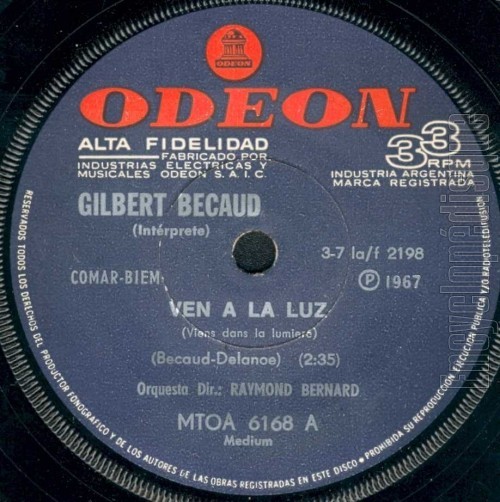 ODEON
ODEON
ALTA FIDELIDAD
FABRICADO POR
INDUSTRIAS ELECTRICAS Y
MUSICALES ODEON S.A.I.C.
33
RPM
INDUSTRIA ARGENTINA
MARCA REGISTRADA
GILBERT BECAUD
(Intérprete)
3-7 la/f 2198
COMAR-BIEM
Ⓟ 1967
VEN A LA LUZ
(Viens dans la lumiere)
(Becaud-Delanoe) (2:35)
Orquesta Dir.: RAYMOND BERNARD
MTOA 6168 A
Medium
RESERVADOS TODOS LOS DERECHOS DEL PRODUCTOR FONOGRAFICO Y DE LOS AUTORES DE LAS OBRAS REGISTRADAS EN ESTE DISCO • PROHIBIDA SU REPRODUCCION EJECUCION PUBLICA Y/O RADIOTELEDIFUSION
Encyclopédisque